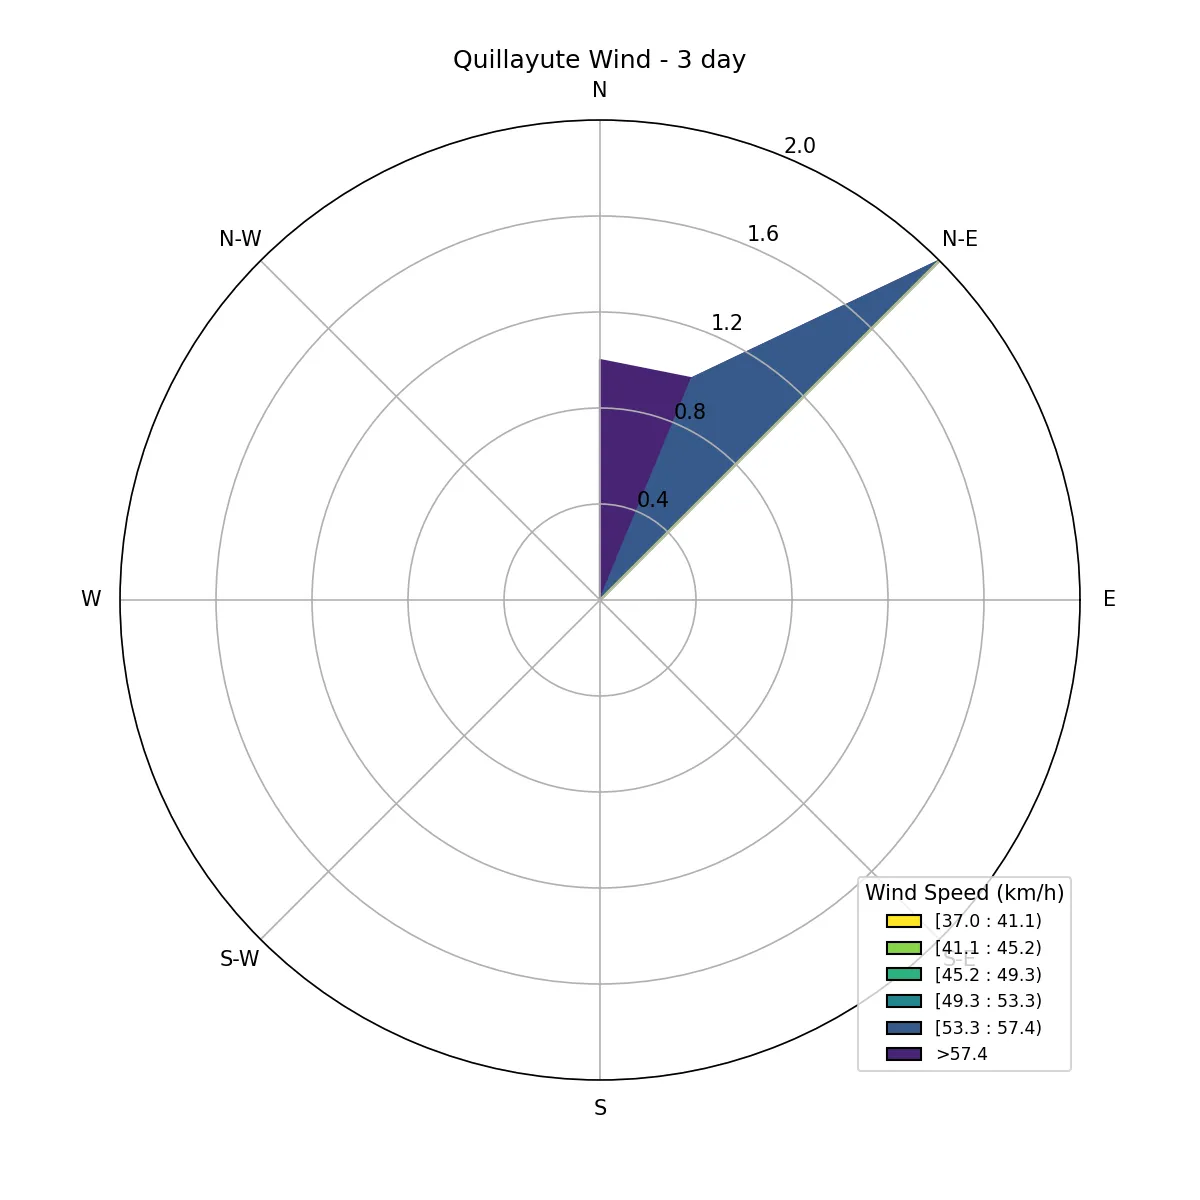 Quillayute Wind - 3 day
N
2.0
N-W
1.6
N-E
1.2
0.8
0.4
W
E
S-W
S-E
S
Wind Speed (km/h)
[37.0 : 41.1)
[41.1 : 45.2)
[45.2 : 49.3)
[49.3 : 53.3)
[53.3 : 57.4)
>57.4